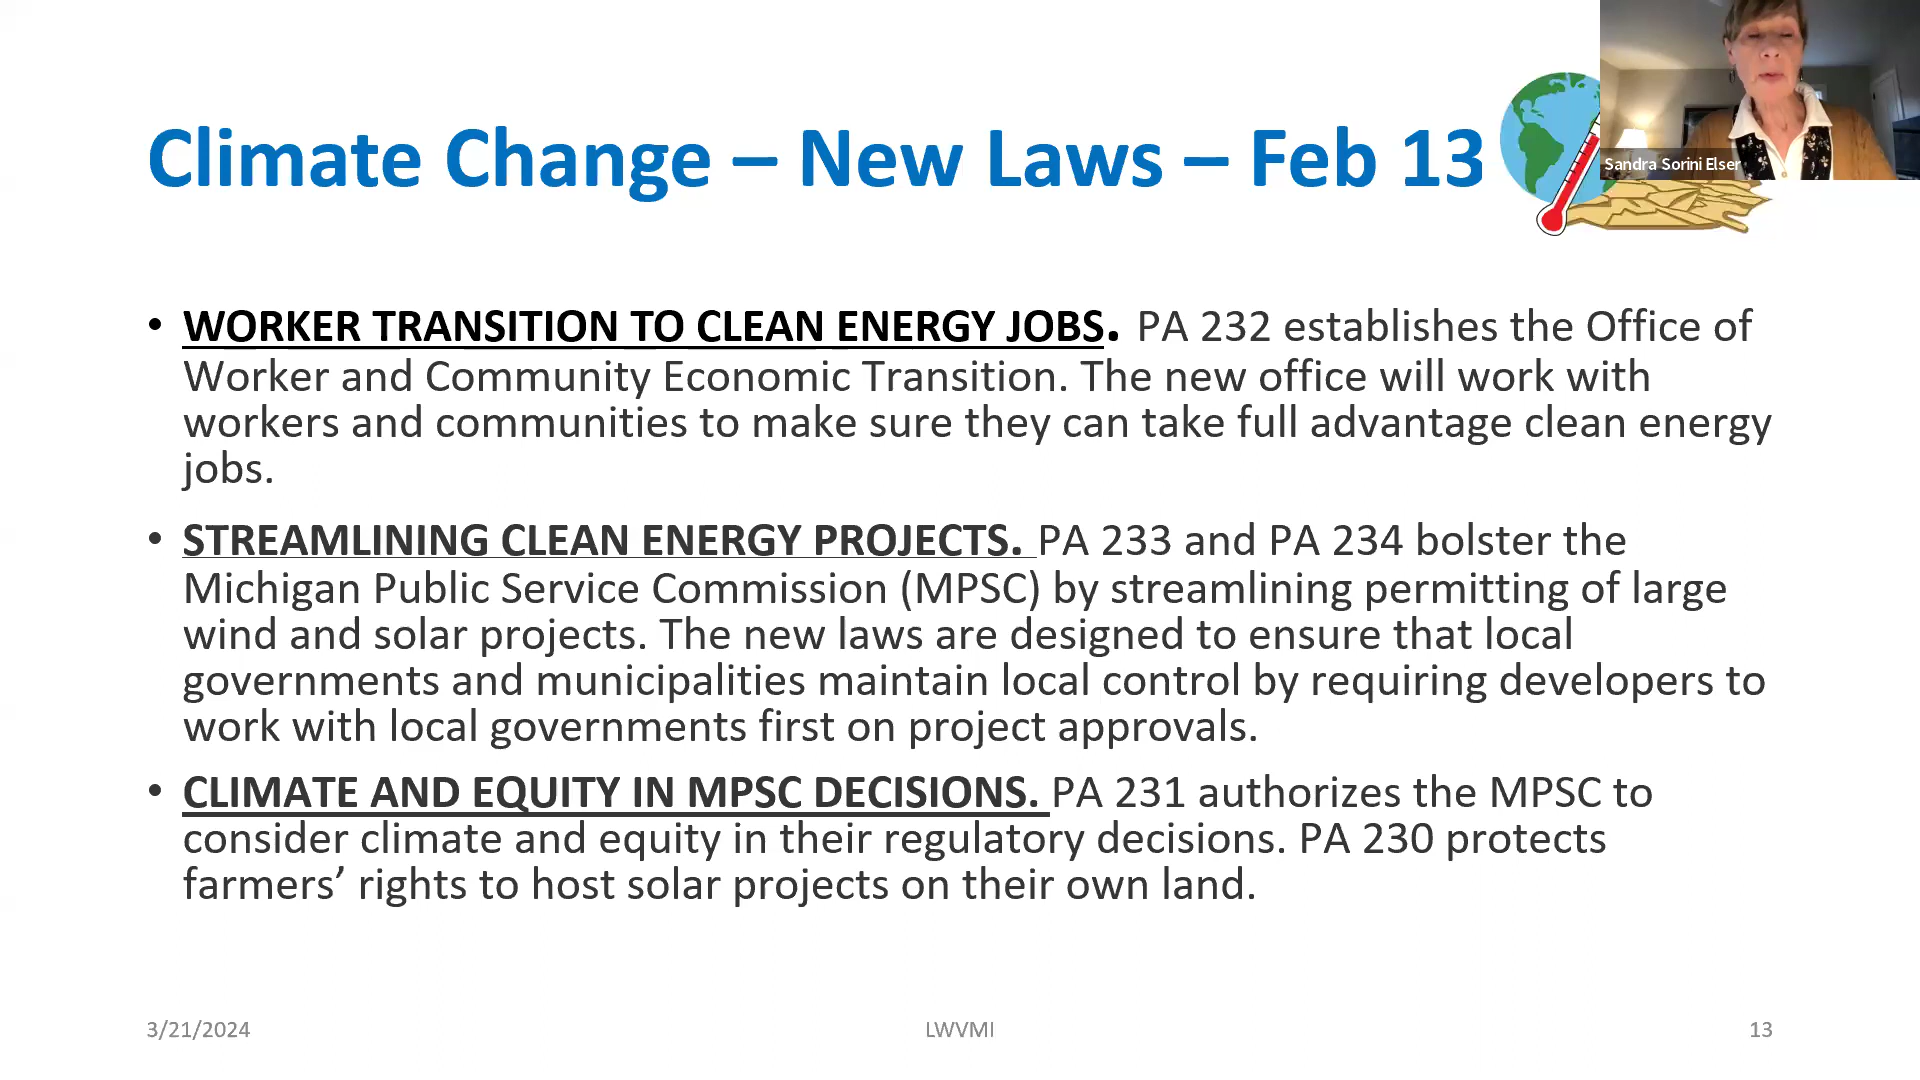 Climate Change – New Laws – Feb 13
Sandra Sorini Elser
• WORKER TRANSITION TO CLEAN ENERGY JOBS. PA 232 establishes the Office of
Worker and Community Economic Transition. The new office will work with
workers and communities to make sure they can take full advantage clean energy
jobs.
• STREAMLINING CLEAN ENERGY PROJECTS. PA 233 and PA 234 bolster the
Michigan Public Service Commission (MPSC) by streamlining permitting of large
wind and solar projects. The new laws are designed to ensure that local
governments and municipalities maintain local control by requiring developers to
work with local governments first on project approvals.
• CLIMATE AND EQUITY IN MPSC DECISIONS. PA 231 authorizes the MPSC to
consider climate and equity in their regulatory decisions. PA 230 protects
farmers’ rights to host solar projects on their own land.
3/21/2024
LWVMI
13